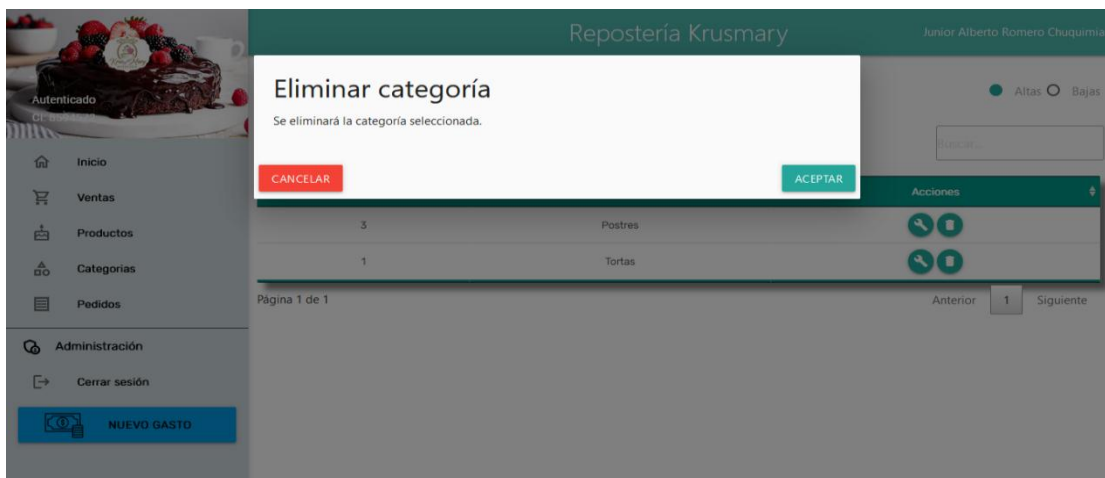 Repostería Krusmary
Junior Alberto Romero Chuquimia
Autenticado
Inicio
Ventas
Productos
Categorias
Pedidos
Administración
Cerrar sesión
NUEVO GASTO
Eliminar categoría
Se eliminará la categoría seleccionada.
CANCELAR
ACEPTAR
Altas Bajas
Buscar...
Acciones
3 Postres
1 Tortas
Página 1 de 1
Anterior 1 Siguiente